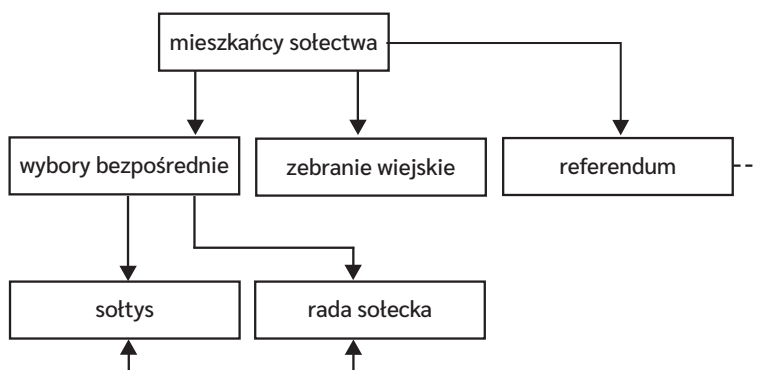 mieszkańcy sołectwa
wybory bezpośrednie
zebranie wiejskie
referendum
sołtys
rada sołecka